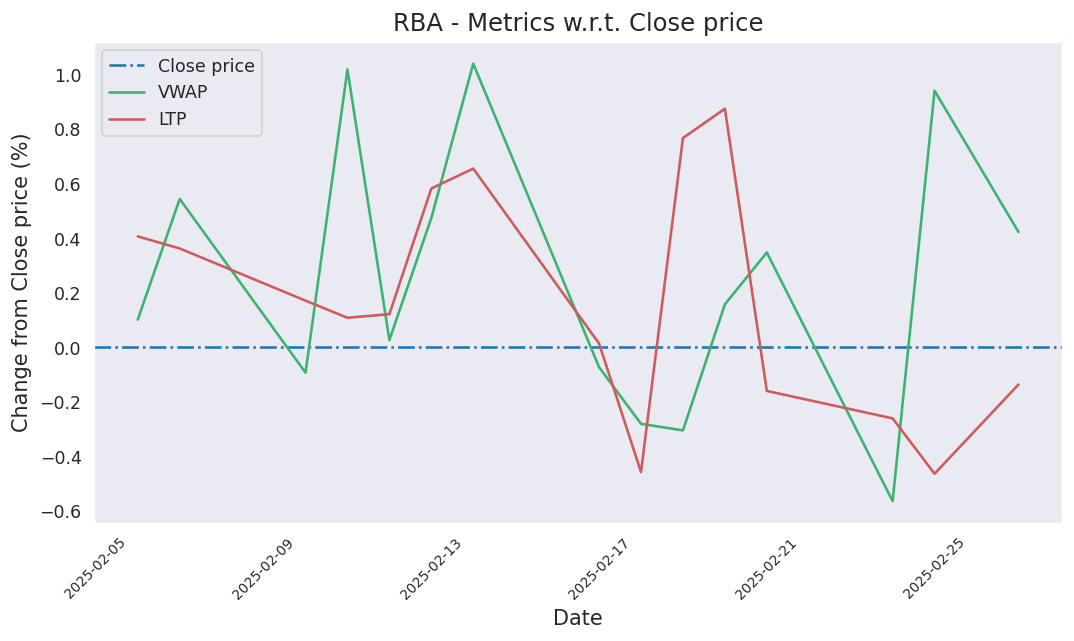 RBA - Metrics w.r.t. Close price
Close price
VWAP
LTP
Change from Close price (%)
1.0
0.8
0.6
0.4
0.2
0.0
−0.2
−0.4
−0.6
2025-02-05
2025-02-09
2025-02-13
2025-02-17
2025-02-21
2025-02-25
Date